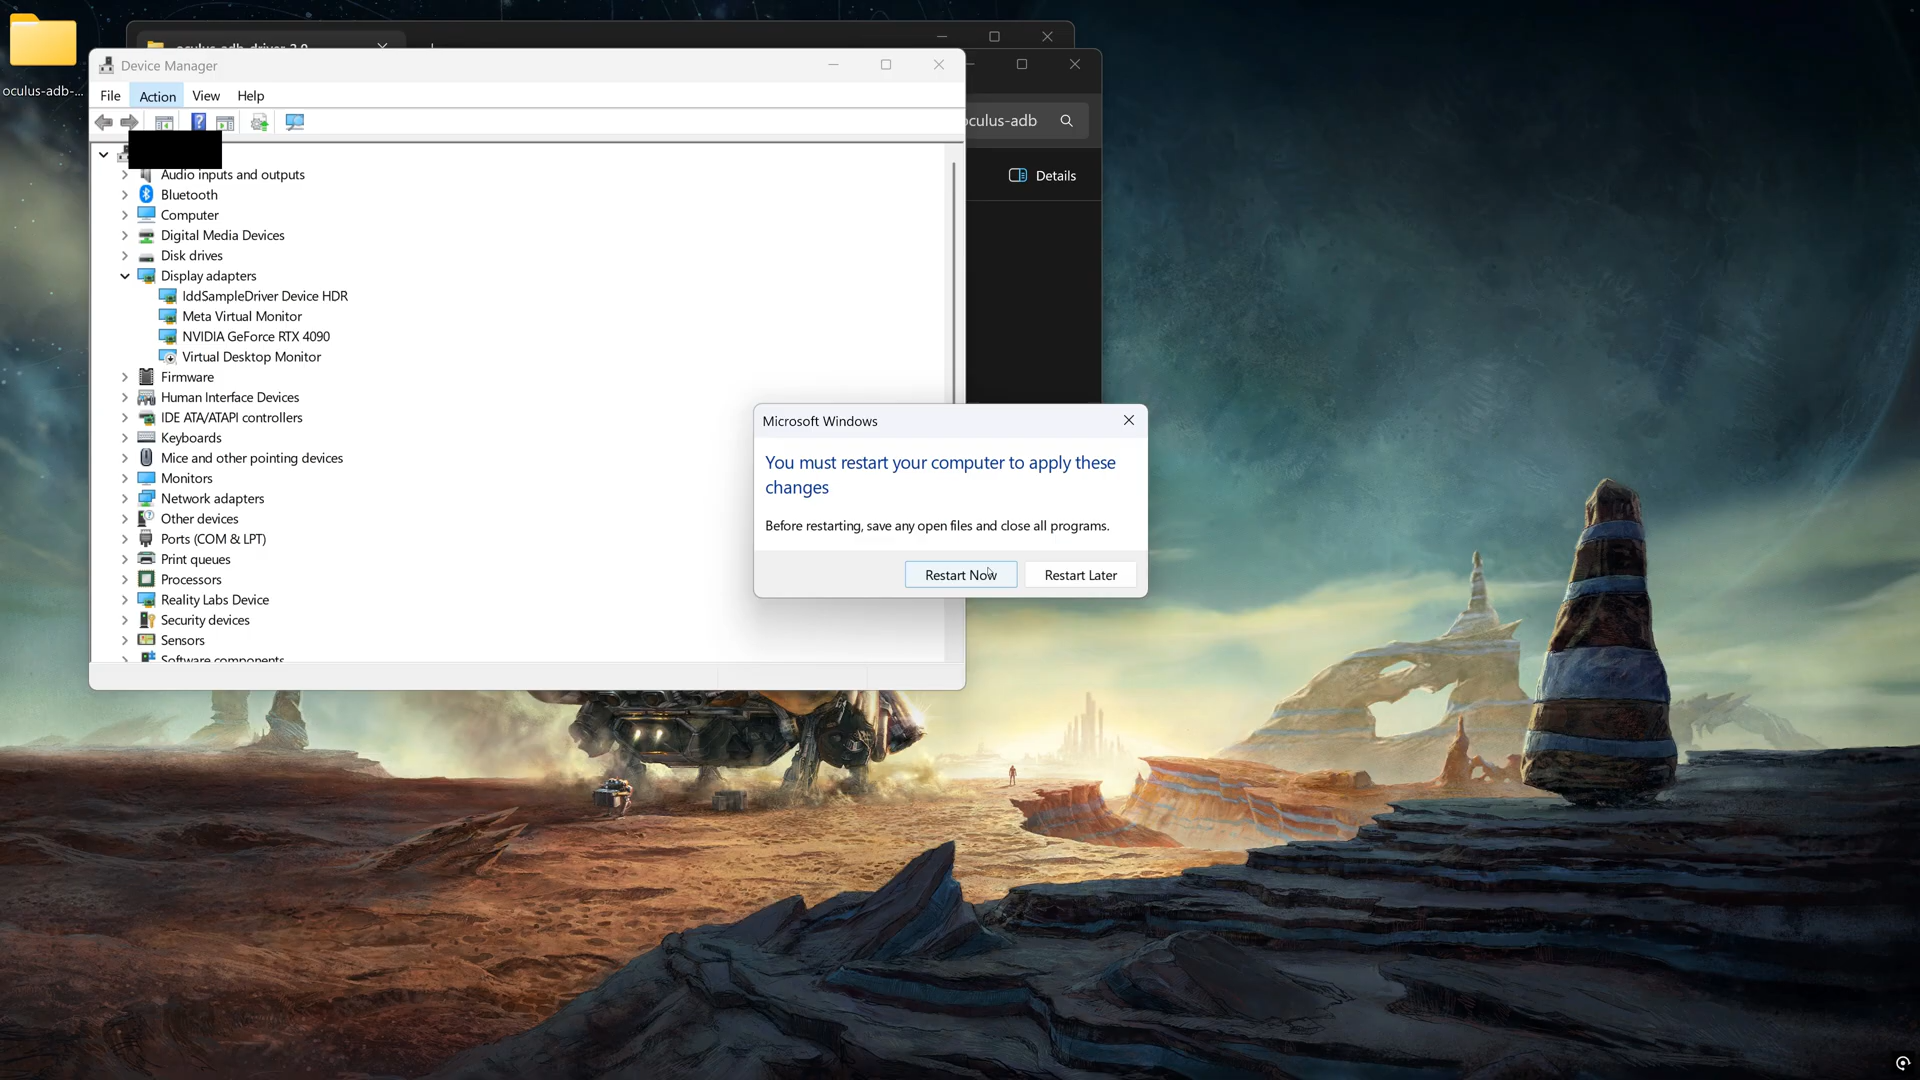 oculus-adb-...
oculus-adb-driver-2.0
Device Manager
File Action View Help
oculus-adb
Details
Audio inputs and outputs
Bluetooth
Computer
Digital Media Devices
Disk drives
Display adapters
IddSampleDriver Device HDR
Meta Virtual Monitor
NVIDIA GeForce RTX 4090
Virtual Desktop Monitor
Firmware
Human Interface Devices
IDE ATA/ATAPI controllers
Keyboards
Mice and other pointing devices
Monitors
Network adapters
Other devices
Ports (COM & LPT)
Print queues
Processors
Reality Labs Device
Security devices
Sensors
Software components
Microsoft Windows
You must restart your computer to apply these
changes
Before restarting, save any open files and close all programs.
Restart Now Restart Later